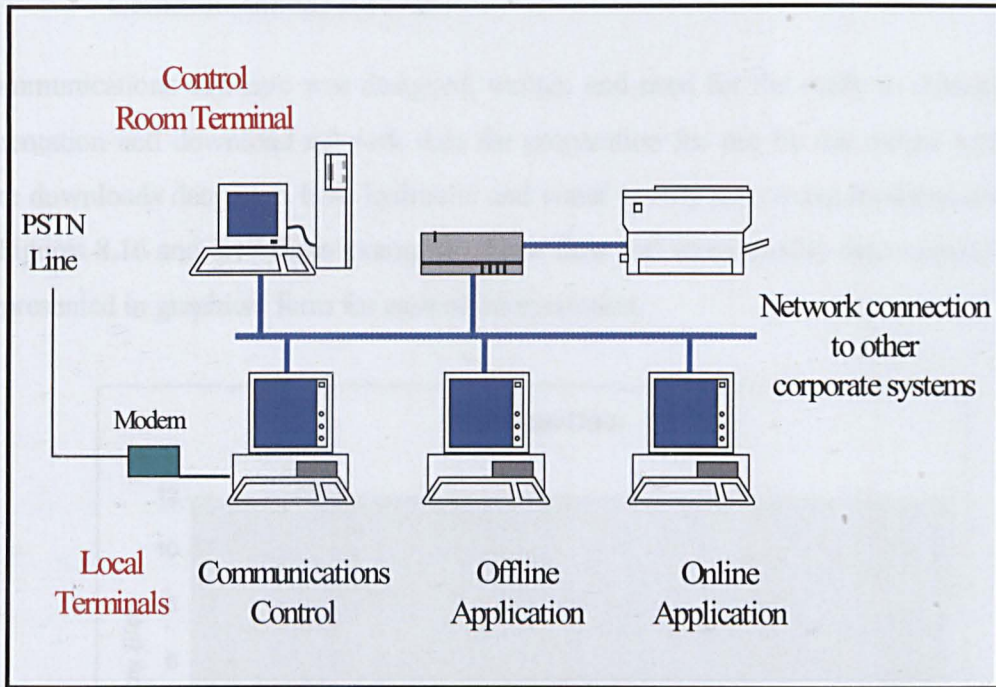 Control
Room Terminal
PSTN
Line
Network connection
to other
corporate systems
Modem
Local
Terminals
Communications
Control
Offline
Application
Online
Application